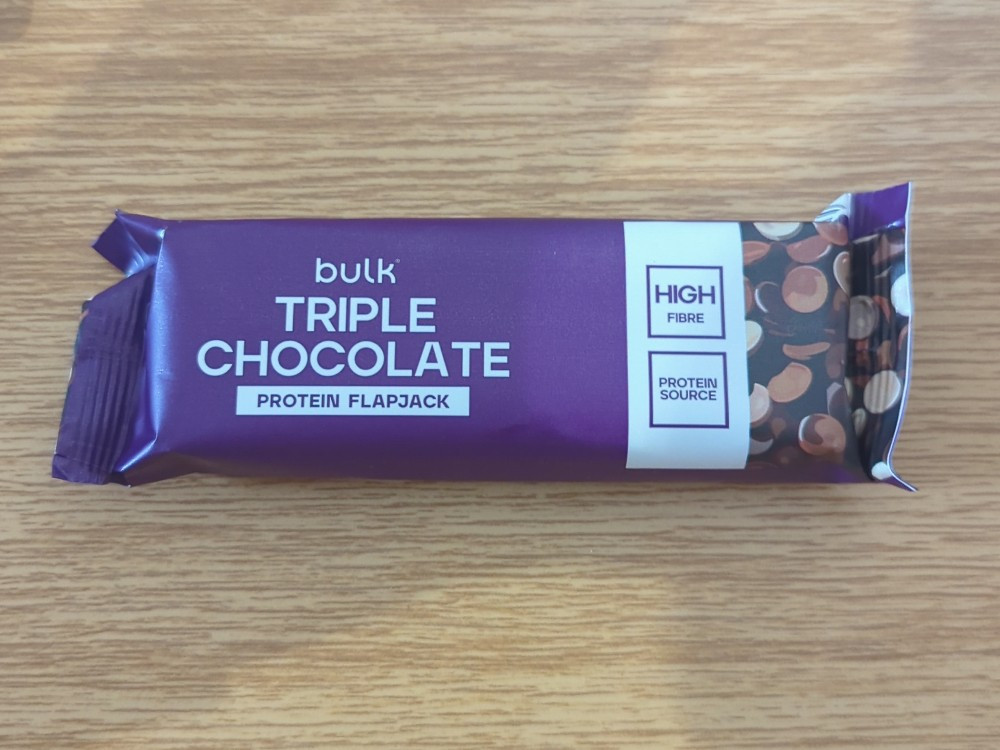 bulk®
TRIPLE
CHOCOLATE
PROTEIN FLAPJACK
HIGH
FIBRE
PROTEIN
SOURCE